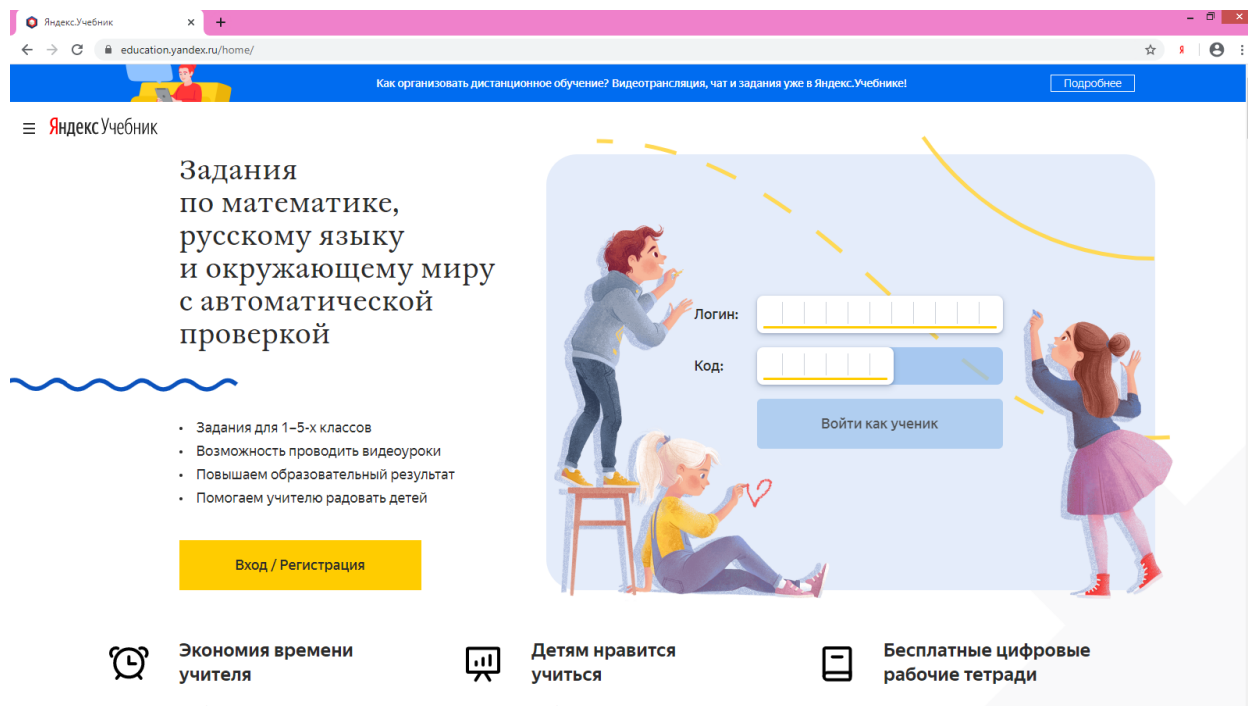 Яндекс.Учебник
education.yandex.ru/home/
Как организовать дистанционное обучение? Видеотрансляция, чат и задания уже в Яндекс.Учебнике!
Подробнее
Яндекс Учебник
Задания
по математике,
русскому языку
и окружающему миру
с автоматической
проверкой
• Задания для 1–5-х классов
• Возможность проводить видеоуроки
• Повышаем образовательный результат
• Помогаем учителю радовать детей
Вход / Регистрация
Логин:
Код:
Войти как ученик
Экономия времени
учителя
Детям нравится
учиться
Бесплатные цифровые
рабочие тетради